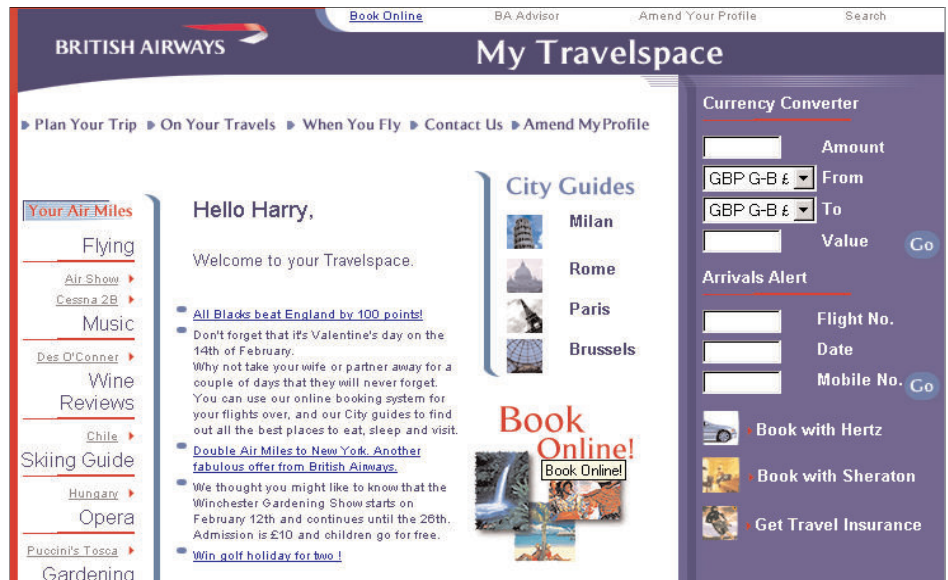 Book Online BA Advisor Amend Your Profile Search
BRITISH AIRWAYS
My Travelspace
Plan Your Trip On Your Travels When You Fly Contact Us Amend My Profile
Your Air Miles
Flying
Air Show
Cessna 2B
Music
Des O'Conner
Wine
Reviews
Chile
Skiing Guide
Hungary
Opera
Puccini's Tosca
Gardening
Hello Harry,
Welcome to your Travelspace.
All Blacks beat England by 100 points!
Don't forget that it's Valentine's day on the
14th of February.
Why not take your wife or partner away for a
couple of days that they will never forget.
You can use our online booking system for
your flights over, and our City guides to find
out all the best places to eat, sleep and visit.
Double Air Miles to New York. Another
fabulous offer from British Airways.
We thought you might like to know that the
Winchester Gardening Show starts on
February 12th and continues until the 26th.
Admission is £10 and children go for free.
Win golf holiday for two !
City Guides
Milan
Rome
Paris
Brussels
Book
Online!
Book Online!
Currency Converter
Amount
GBP G-B £ From
GBP G-B £ To
Value Go
Arrivals Alert
Flight No.
Date
Mobile No. Go
Book with Hertz
Book with Sheraton
Get Travel Insurance